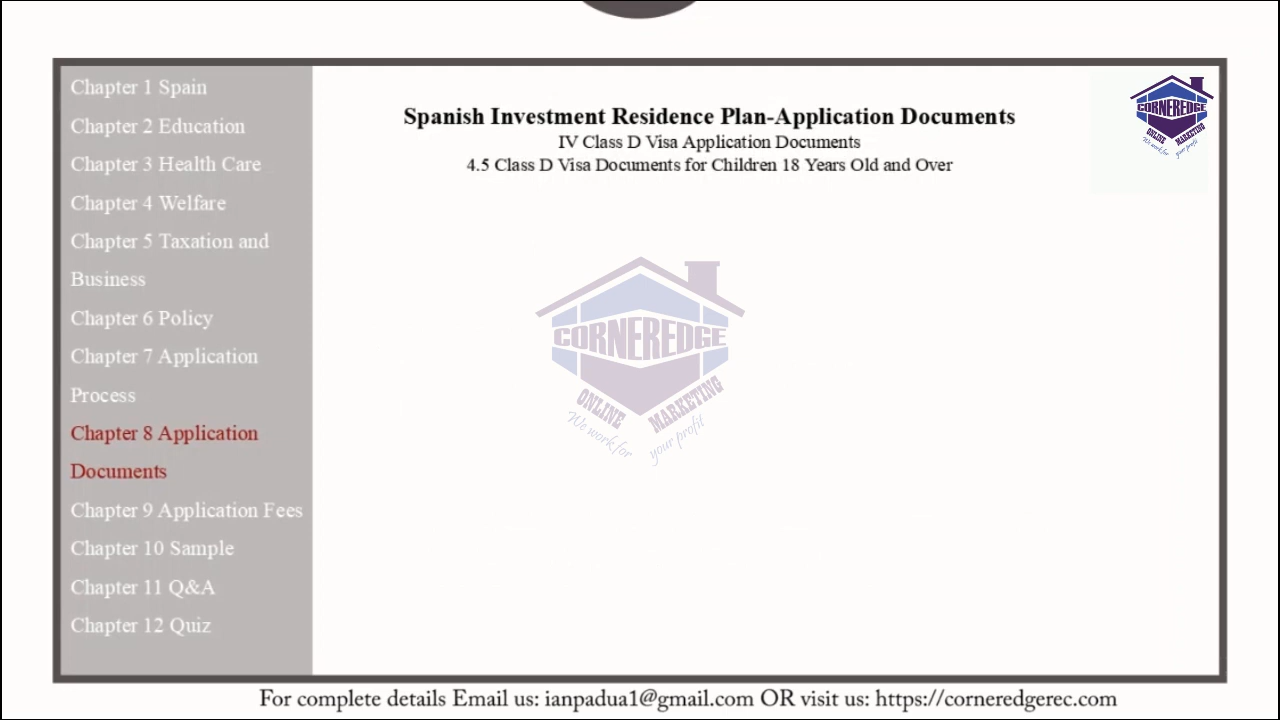 Chapter 1 Spain
Chapter 2 Education
Chapter 3 Health Care
Chapter 4 Welfare
Chapter 5 Taxation and
Business
Chapter 6 Policy
Chapter 7 Application
Process
Chapter 8 Application
Documents
Chapter 9 Application Fees
Chapter 10 Sample
Chapter 11 Q&A
Chapter 12 Quiz
Spanish Investment Residence Plan-Application Documents
IV Class D Visa Application Documents
4.5 Class D Visa Documents for Children 18 Years Old and Over
CORNEREDGE
ONLINE MARKETING
We work for your profit
CORNEREDGE
ONLINE MARKETING
We work for your profit
For complete details Email us: ianpadua1@gmail.com OR visit us: https://corneredgerec.com